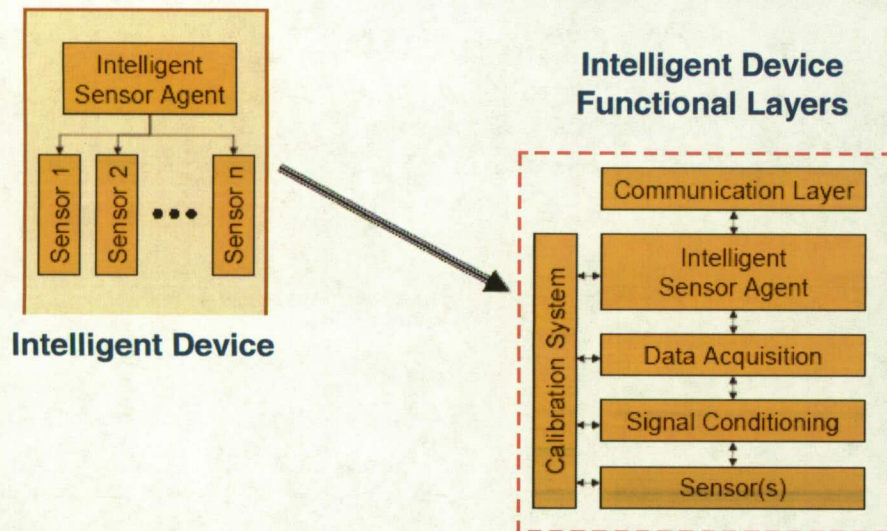 Intelligent
Sensor Agent
Sensor 1
Sensor 2
Sensor n
Intelligent Device
Intelligent Device
Functional Layers
Communication Layer
Calibration System
Intelligent
Sensor Agent
Data Acquisition
Signal Conditioning
Sensor(s)